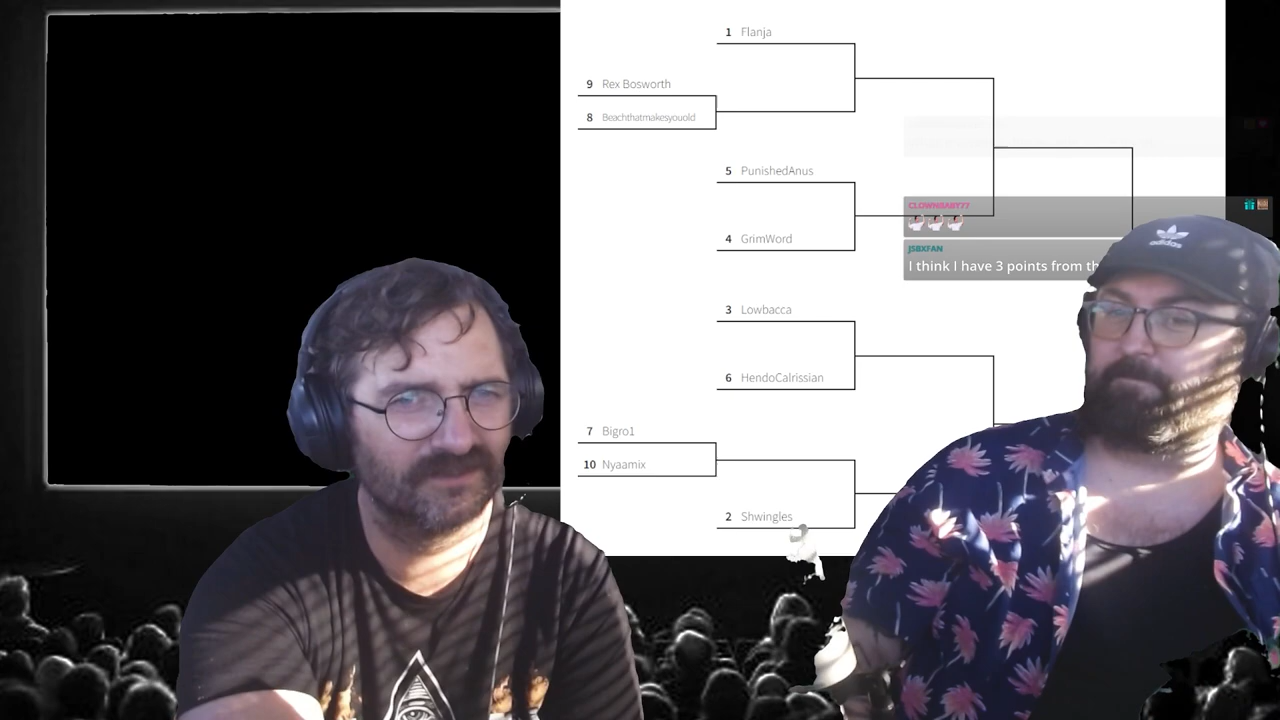 1 Flanja
9 Rex Bosworth
8 Beachthatmakesyouold
5 PunishedAnus
4 GrimWord
3 Lowbacca
6 HendoCalrissian
7 Bigro1
10 Nyaamix
2 Shwingles
CLOWNBABY77
JSBXFAN
I think I have 3 points from th
adidas